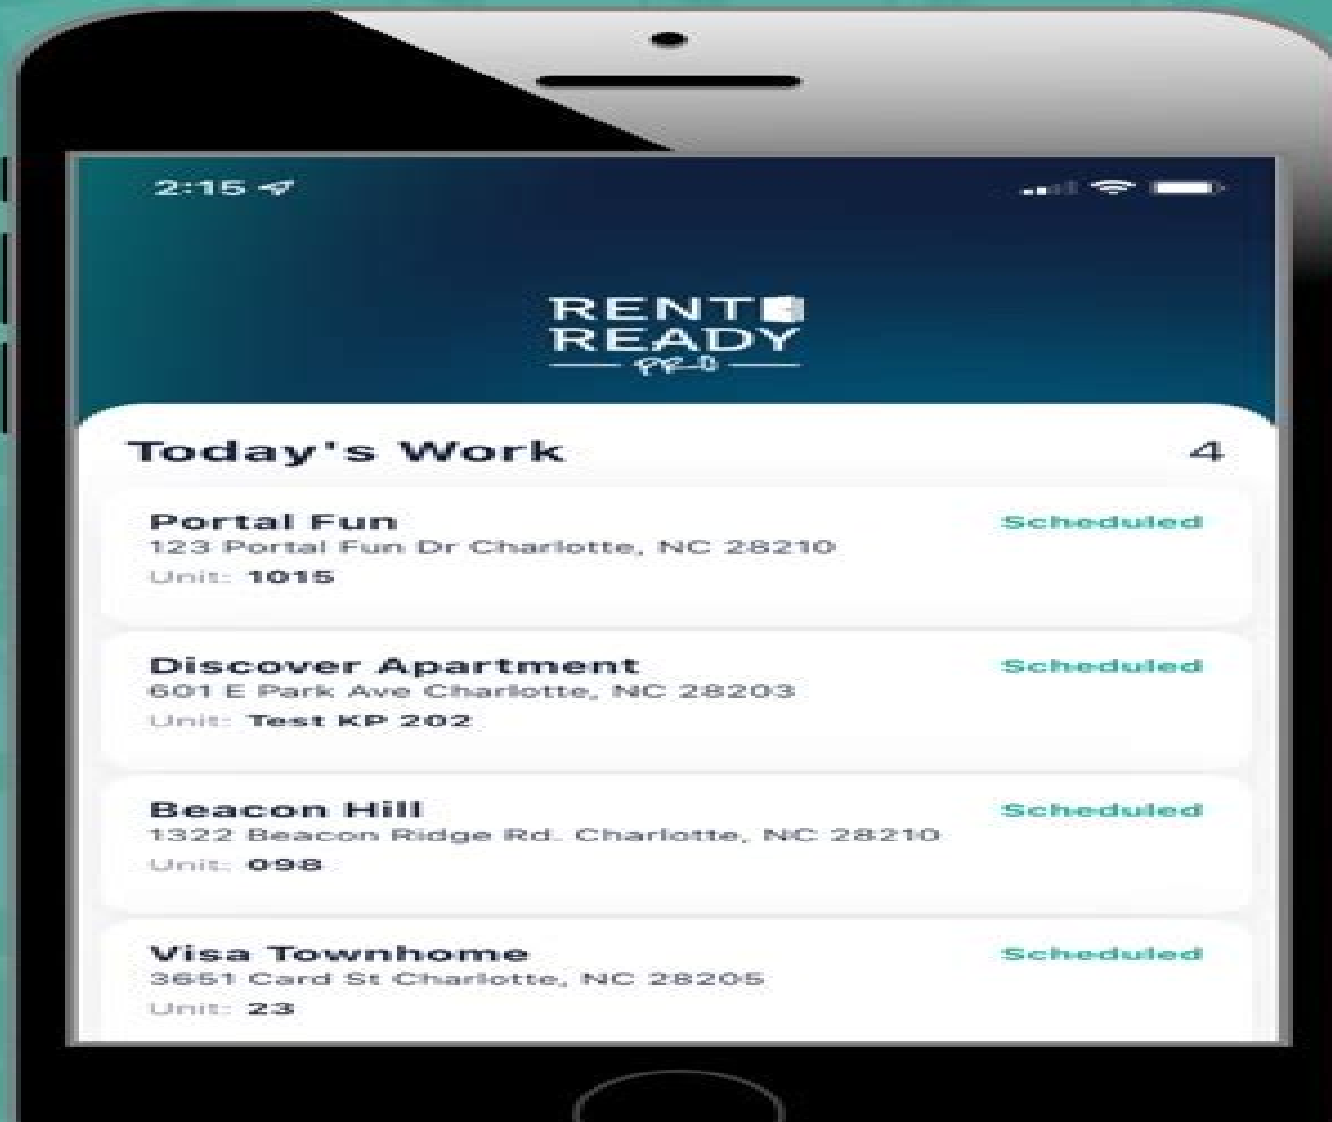 2:15
RENT
READY
PRO
Today's Work 4
Portal Fun Scheduled
123 Portal Fun Dr Charlotte, NC 28210
Unit: 1015
Discover Apartment Scheduled
601 E Park Ave Charlotte, NC 28203
Unit: Test KP 202
Beacon Hill Scheduled
1322 Beacon Ridge Rd. Charlotte, NC 28210
Unit: 098
Visa Townhome Scheduled
3651 Card St Charlotte, NC 28205
Unit: 23